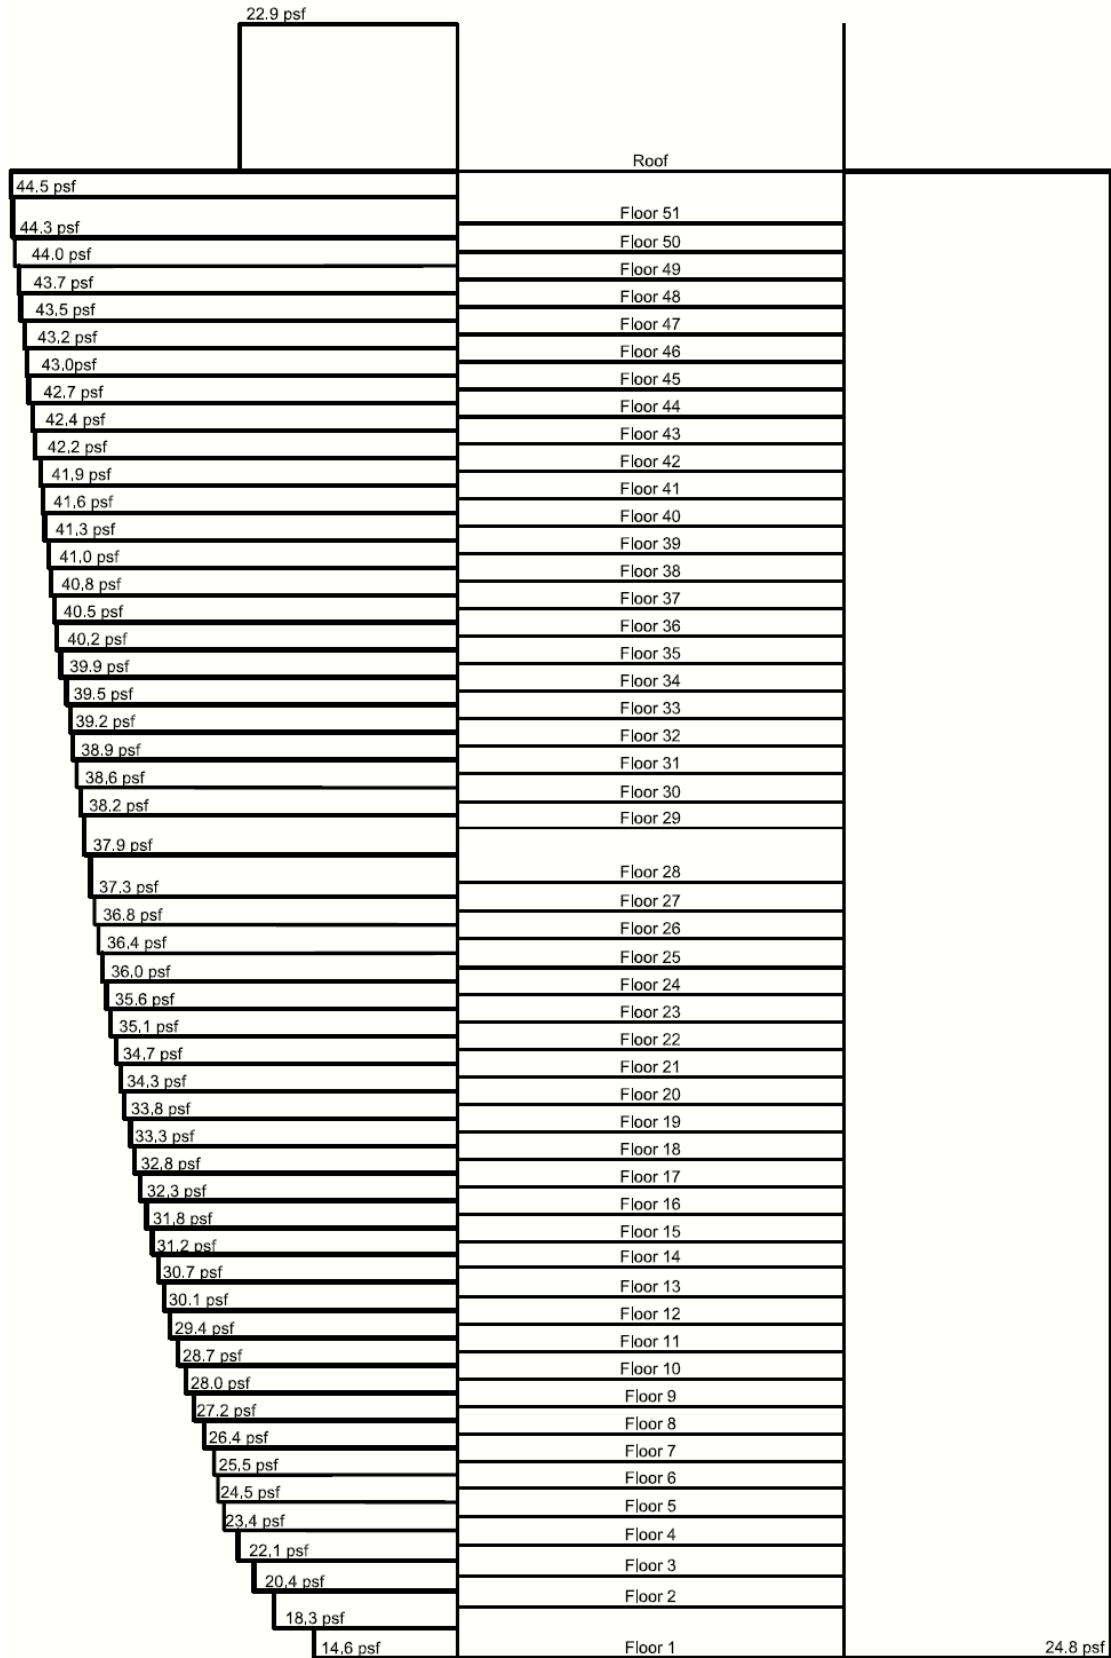 22.9 psf
Roof
44.5 psf
Floor 51
44.3 psf
Floor 50
44.0 psf
Floor 49
43.7 psf
Floor 48
43.5 psf
Floor 47
43.2 psf
Floor 46
43.0psf
Floor 45
42.7 psf
Floor 44
42.4 psf
Floor 43
42.2 psf
Floor 42
41.9 psf
Floor 41
41.6 psf
Floor 40
41.3 psf
Floor 39
41.0 psf
Floor 38
40.8 psf
Floor 37
40.5 psf
Floor 36
40.2 psf
Floor 35
39.9 psf
Floor 34
39.5 psf
Floor 33
39.2 psf
Floor 32
38.9 psf
Floor 31
38.6 psf
Floor 30
38.2 psf
Floor 29
37.9 psf
Floor 28
37.3 psf
Floor 27
36.8 psf
Floor 26
36.4 psf
Floor 25
36.0 psf
Floor 24
35.6 psf
Floor 23
35.1 psf
Floor 22
34.7 psf
Floor 21
34.3 psf
Floor 20
33.8 psf
Floor 19
33.3 psf
Floor 18
32.8 psf
Floor 17
32.3 psf
Floor 16
31.8 psf
Floor 15
31.2 psf
Floor 14
30.7 psf
Floor 13
30.1 psf
Floor 12
29.4 psf
Floor 11
28.7 psf
Floor 10
28.0 psf
Floor 9
27.2 psf
Floor 8
26.4 psf
Floor 7
25.5 psf
Floor 6
24.5 psf
Floor 5
23.4 psf
Floor 4
22.1 psf
Floor 3
20.4 psf
Floor 2
18.3 psf
14.6 psf
Floor 1
24.8 psf